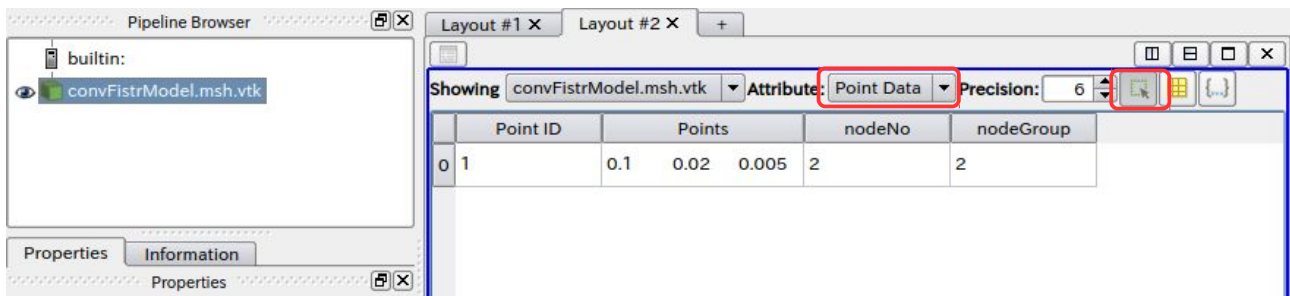 Pipeline Browser
builtin:
convFistrModel.msh.vtk
Properties Information
Properties
Layout #1 Layout #2 +
Showing convFistrModel.msh.vtk Attribute: Point Data Precision: 6 {...}
Point ID Points nodeNo nodeGroup
0 1 0.1 0.02 0.005 2 2